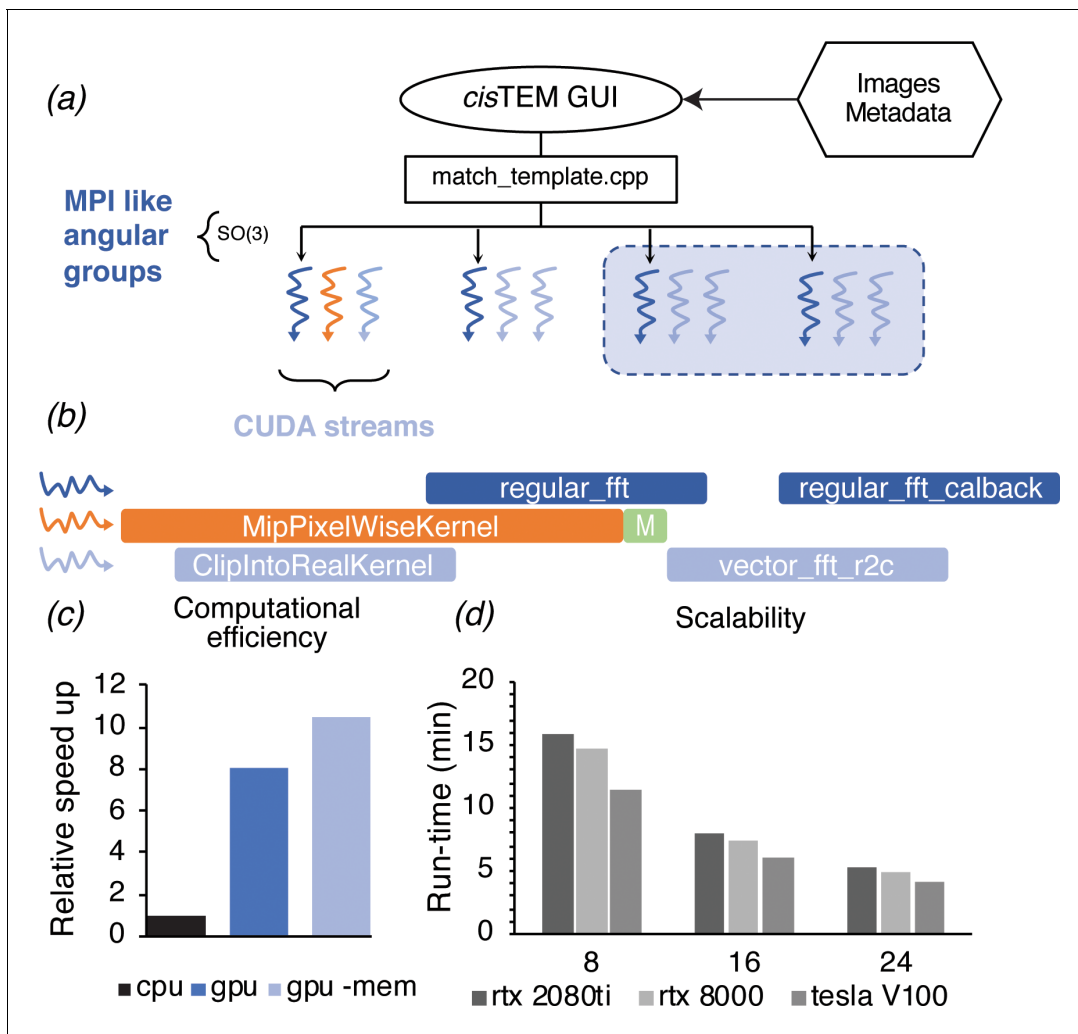 (a)
cisTEM GUI
Images
Metadata
match_template.cpp
MPI like
angular
groups
SO(3)
CUDA streams
(b)
regular_fft
regular_fft_calback
MipPixelWiseKernel
M
ClipIntoRealKernel
vector_fft_r2c
(c)
Computational
efficiency
Relative speed up
12
10
8
6
4
2
0
cpu
gpu
gpu -mem
(d)
Scalability
Run-time (min)
20
15
10
5
0
8
16
24
rtx 2080ti
rtx 8000
tesla V100